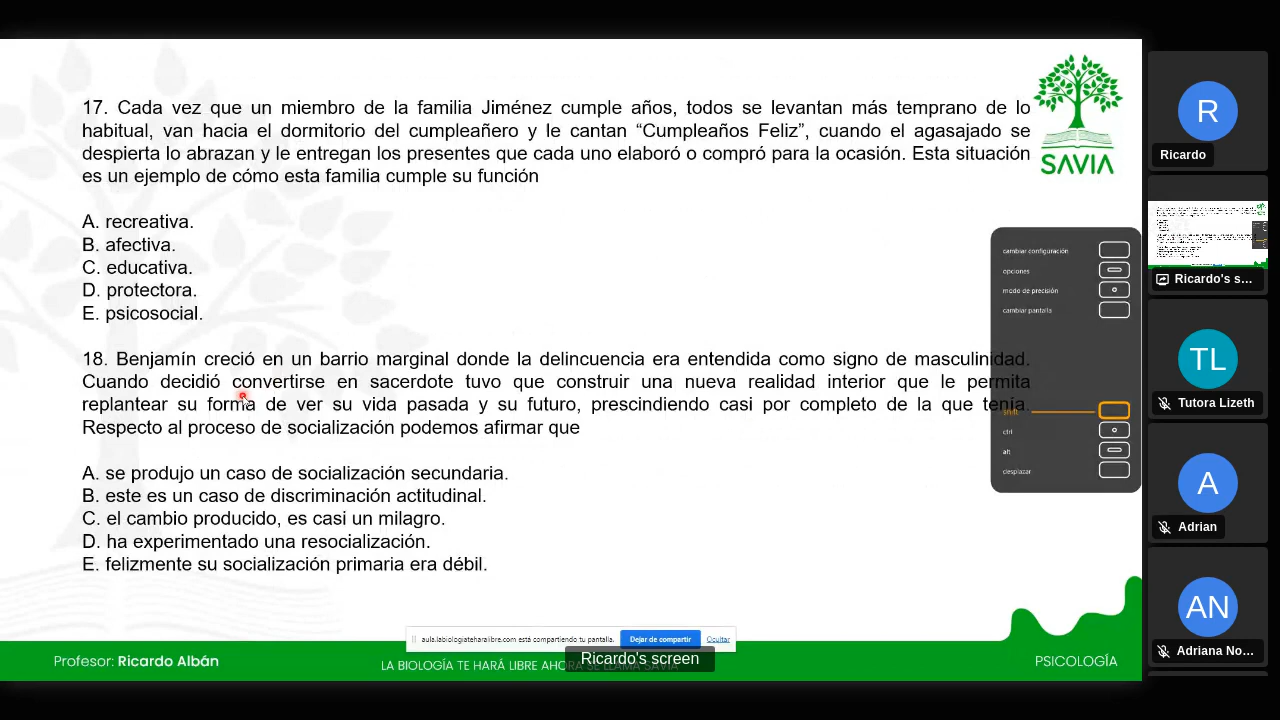 17. Cada vez que un miembro de la familia Jiménez cumple años, todos se levantan más temprano de lo
habitual, van hacia el dormitorio del cumpleañero y le cantan “Cumpleaños Feliz”, cuando el agasajado se
despierta lo abrazan y le entregan los presentes que cada uno elaboró o compró para la ocasión. Esta situación
es un ejemplo de cómo esta familia cumple su función
A. recreativa.
B. afectiva.
C. educativa.
D. protectora.
E. psicosocial.
18. Benjamín creció en un barrio marginal donde la delincuencia era entendida como signo de masculinidad.
Cuando decidió convertirse en sacerdote tuvo que construir una nueva realidad interior que le permita
replantear su forma de ver su vida pasada y su futuro, prescindiendo casi por completo de la que tenía.
Respecto al proceso de socialización podemos afirmar que
A. se produjo un caso de socialización secundaria.
B. este es un caso de discriminación actitudinal.
C. el cambio producido, es casi un milagro.
D. ha experimentado una resocialización.
E. felizmente su socialización primaria era débil.
SAVIA
cambiar configuración
opciones
modo de precisión
cambiar pantalla
shift
ctrl
alt
desplazar
aula.labiologiateharalibre.com está compartiendo tu pantalla.
Dejar de compartir
Ocultar
Profesor: Ricardo Albán
LA BIOLOGÍA TE HARÁ LIBRE AHORA SE LLAMA SAVIA
Ricardo's screen
PSICOLOGÍA
R
Ricardo
Ricardo's s...
TL
Tutora Lizeth
A
Adrian
AN
Adriana No...